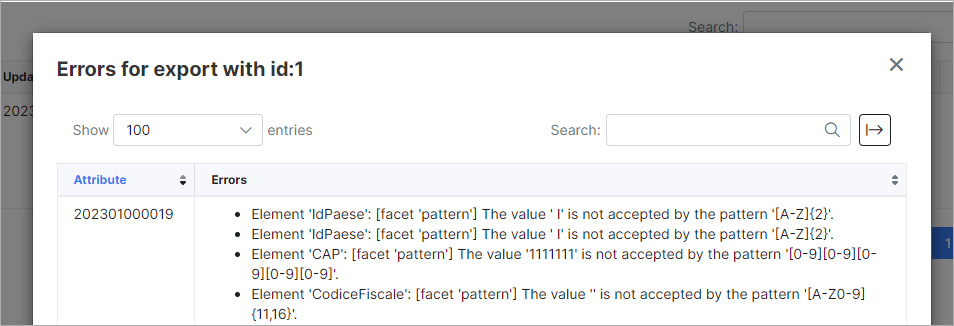 Search:
Errors for export with id:1
Upda
2023
Show 100 entries
Search:
Attribute
Errors
202301000019
• Element 'IdPaese': [facet 'pattern'] The value ' I' is not accepted by the pattern '[A-Z]{2}'.
• Element 'IdPaese': [facet 'pattern'] The value ' I' is not accepted by the pattern '[A-Z]{2}'.
• Element 'CAP': [facet 'pattern'] The value '1111111' is not accepted by the pattern '[0-9][0-9][0-
9][0-9][0-9]'.
• Element 'CodiceFiscale': [facet 'pattern'] The value '' is not accepted by the pattern '[A-Z0-9]
{11,16}'.
1